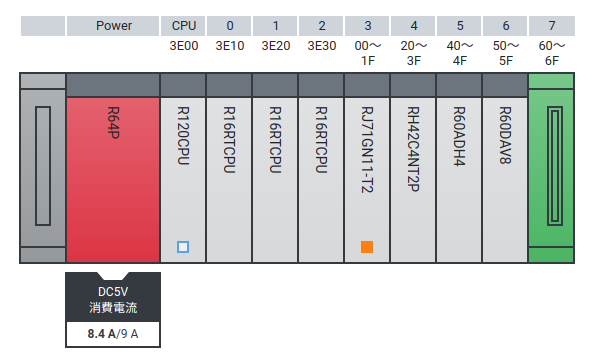 Power CPU 0 1 2 3 4 5 6 7
3E00 3E10 3E20 3E30 00～ 20～ 40～ 50～ 60～
1F 3F 4F 5F 6F
R64P
R120CPU
R16RTCPU
R16RTCPU
R16RTCPU
RJ71GN11-T2
RH42C4NT2P
R60ADH4
R60DAV8
DC5V
消費電流
8.4 A/9 A